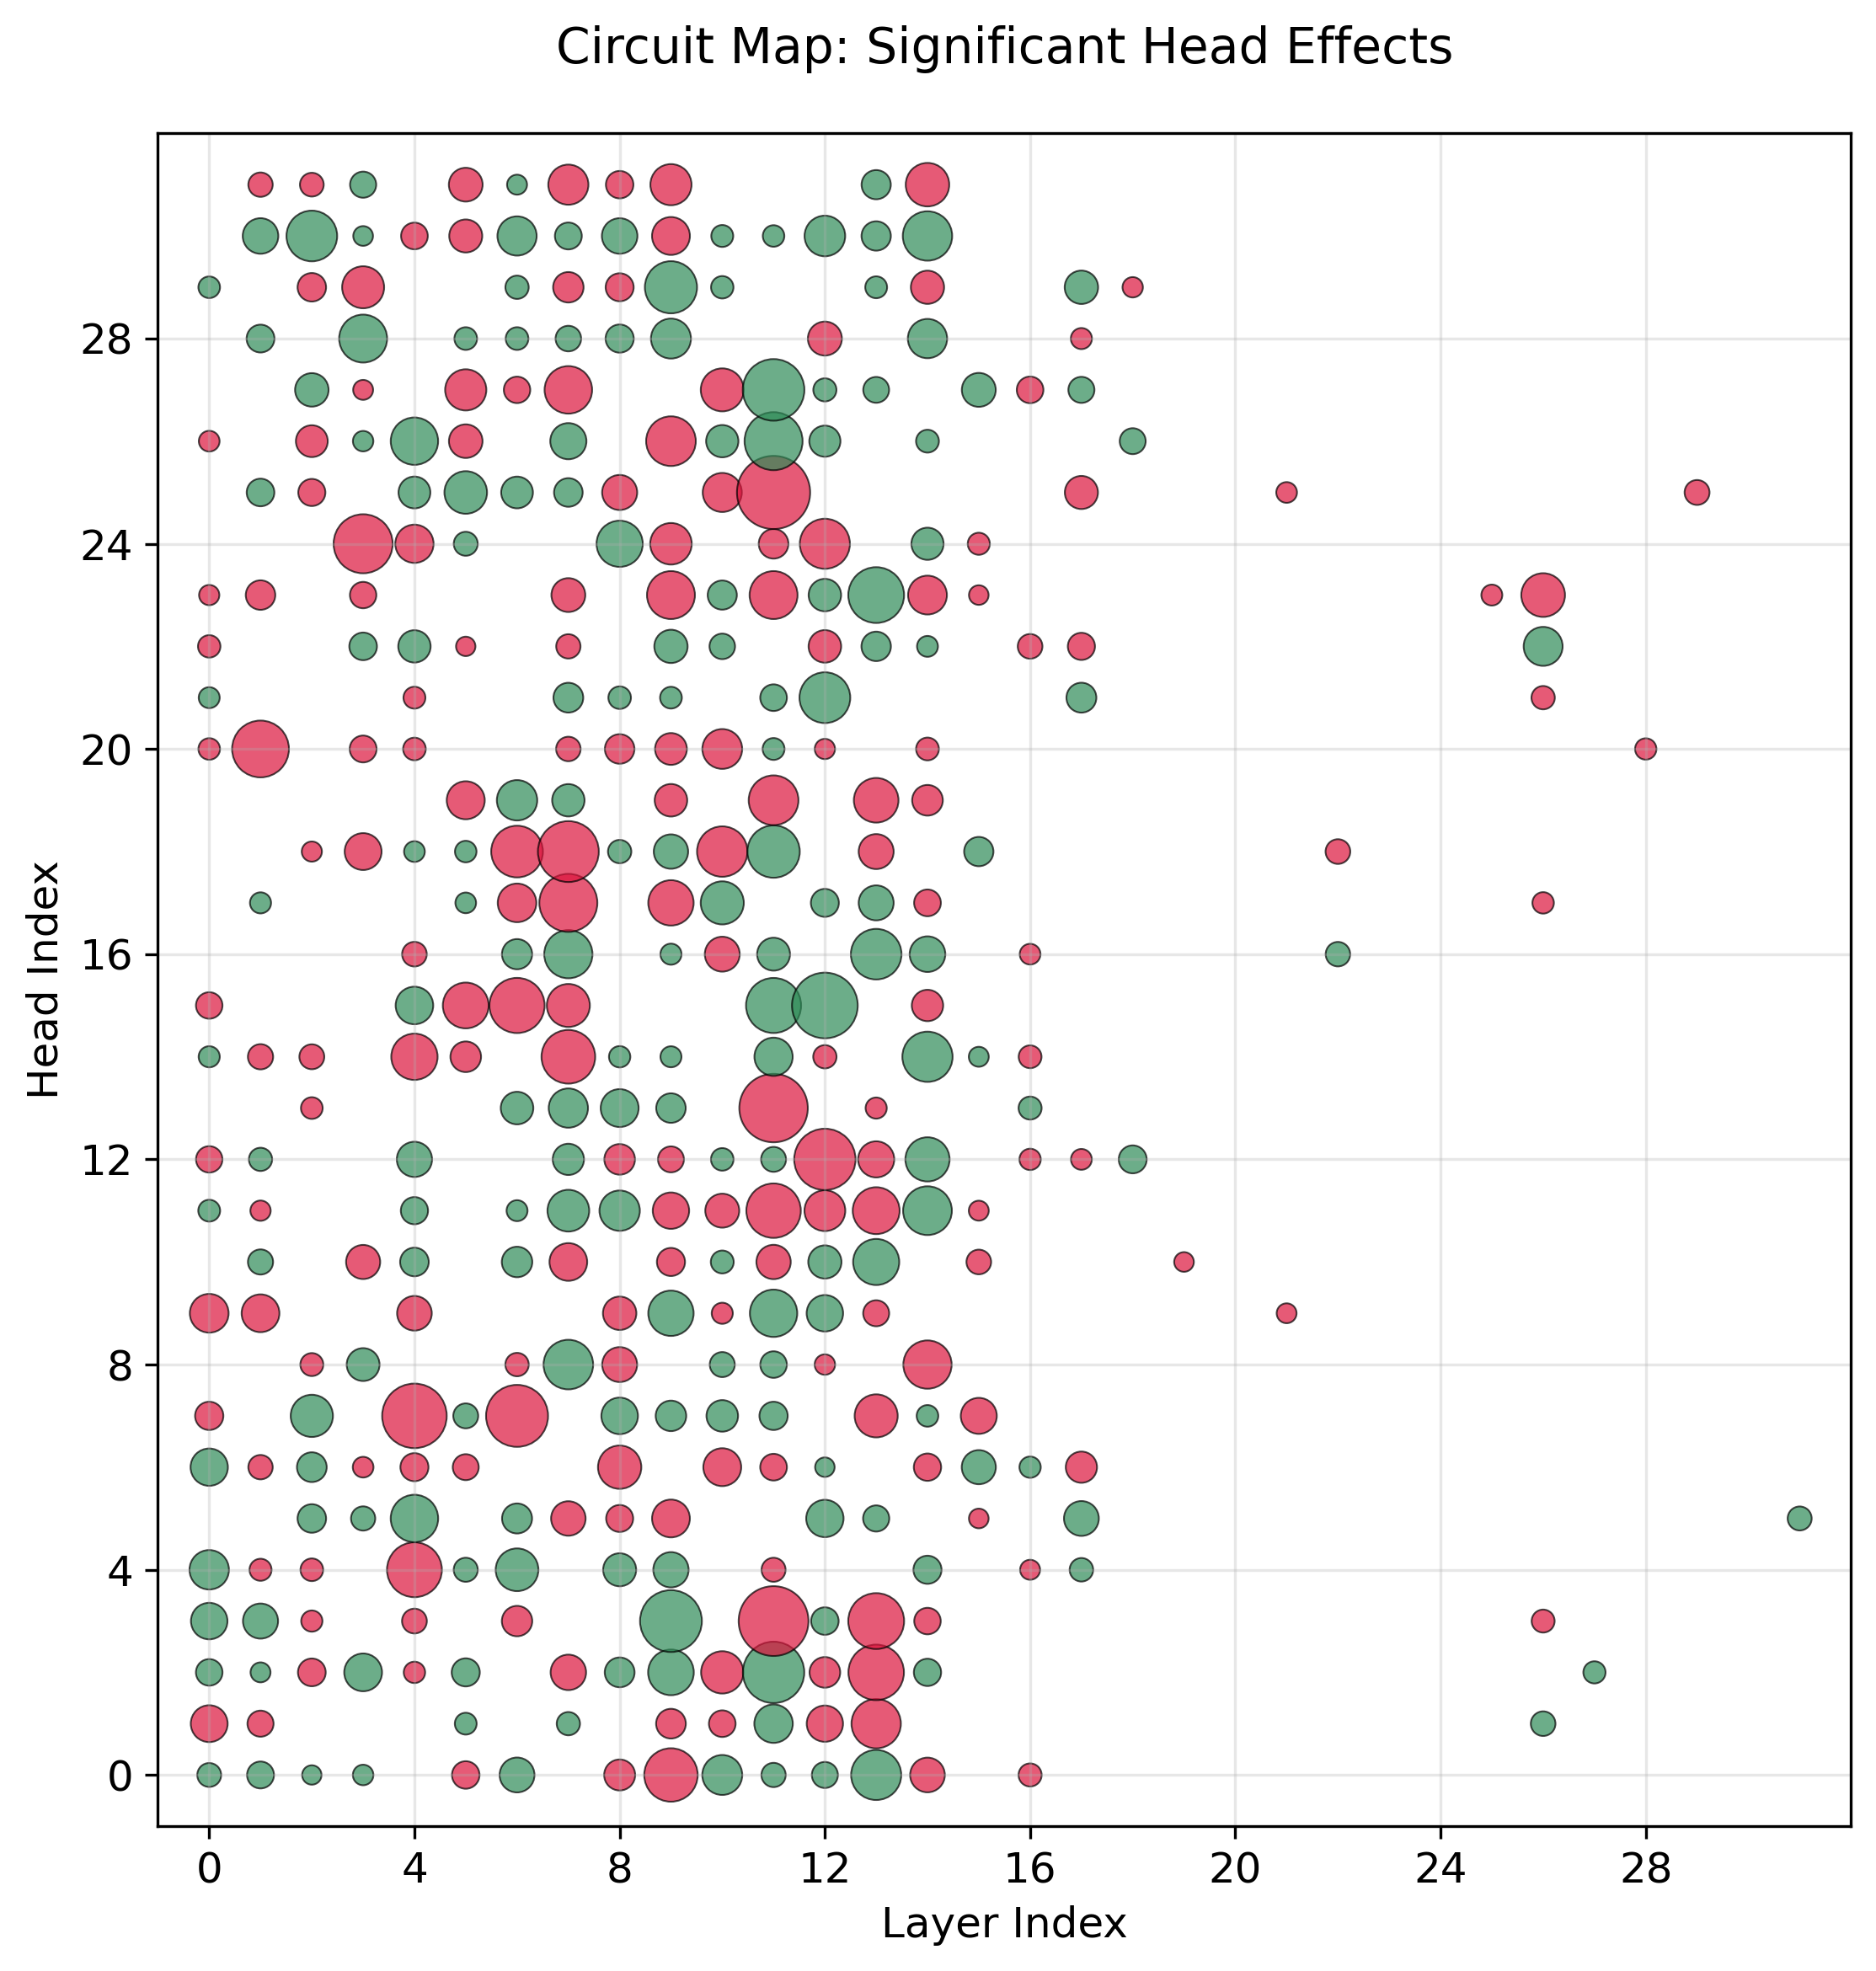 Circuit Map: Significant Head Effects
28
24
20
16
12
8
4
0
Head Index
0 4 8 12 16 20 24 28
Layer Index